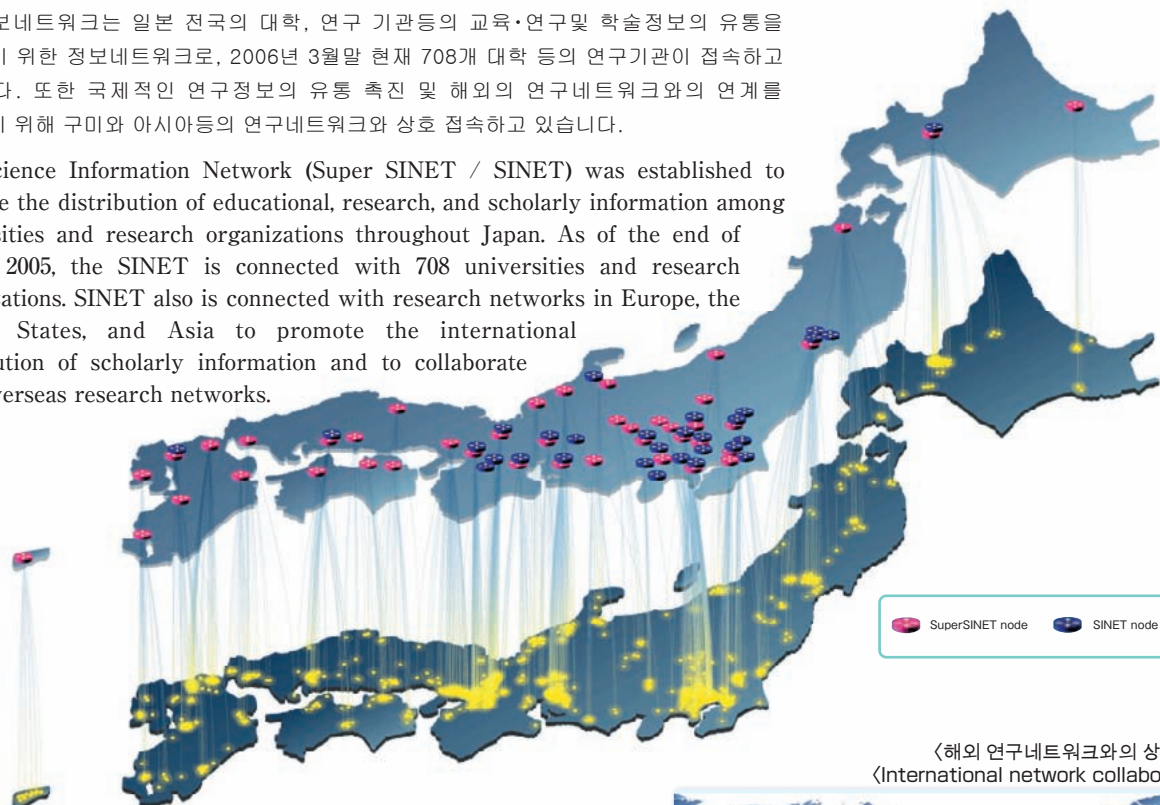 보네트워크는 일본 전국의 대학, 연구 기관등의 교육·연구및 학술정보의 유통을
위한 정보네트워크로, 2006년 3월말 현재 708개 대학 등의 연구기관이 접속하고
다. 또한 국제적인 연구정보의 유통 촉진 및 해외의 연구네트워크와의 연계를
위해 구미와 아시아등의 연구네트워크와 상호 접속하고 있습니다.
cience Information Network (Super SINET / SINET) was established to
e the distribution of educational, research, and scholarly information among
sities and research organizations throughout Japan. As of the end of
2005, the SINET is connected with 708 universities and research
ations. SINET also is connected with research networks in Europe, the
States, and Asia to promote the international
ution of scholarly information and to collaborate
verseas research networks.
SuperSINET node SINET node
〈해외 연구네트워크와의 상
〈International network collabo